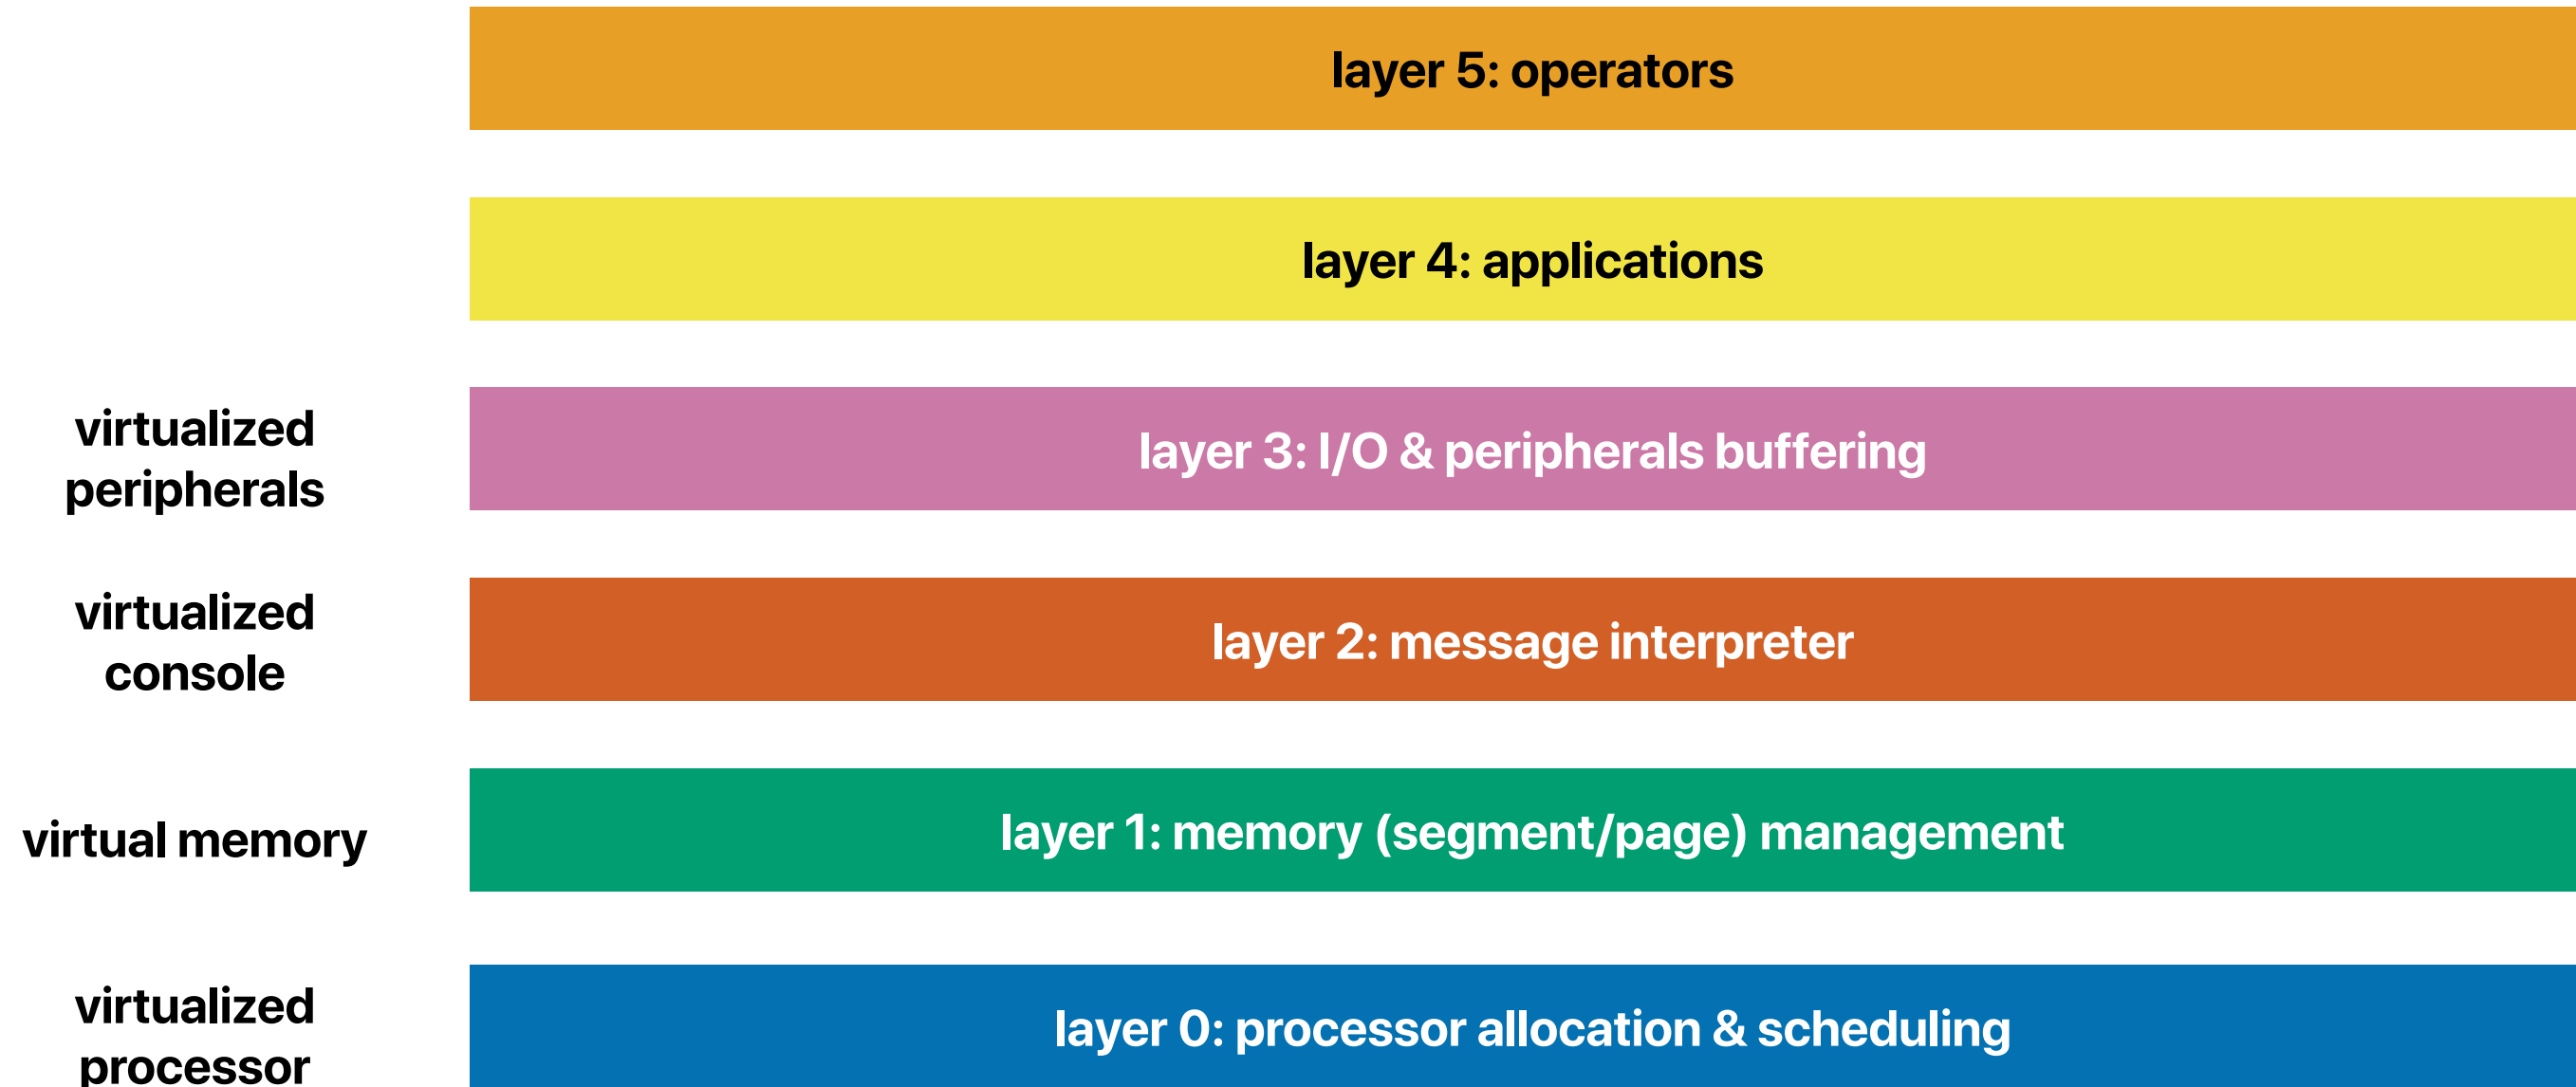 layer 5: operators
layer 4: applications
virtualized
peripherals
layer 3: I/O & peripherals buffering
virtualized
console
layer 2: message interpreter
virtual memory
layer 1: memory (segment/page) management
virtualized
processor
layer 0: processor allocation & scheduling